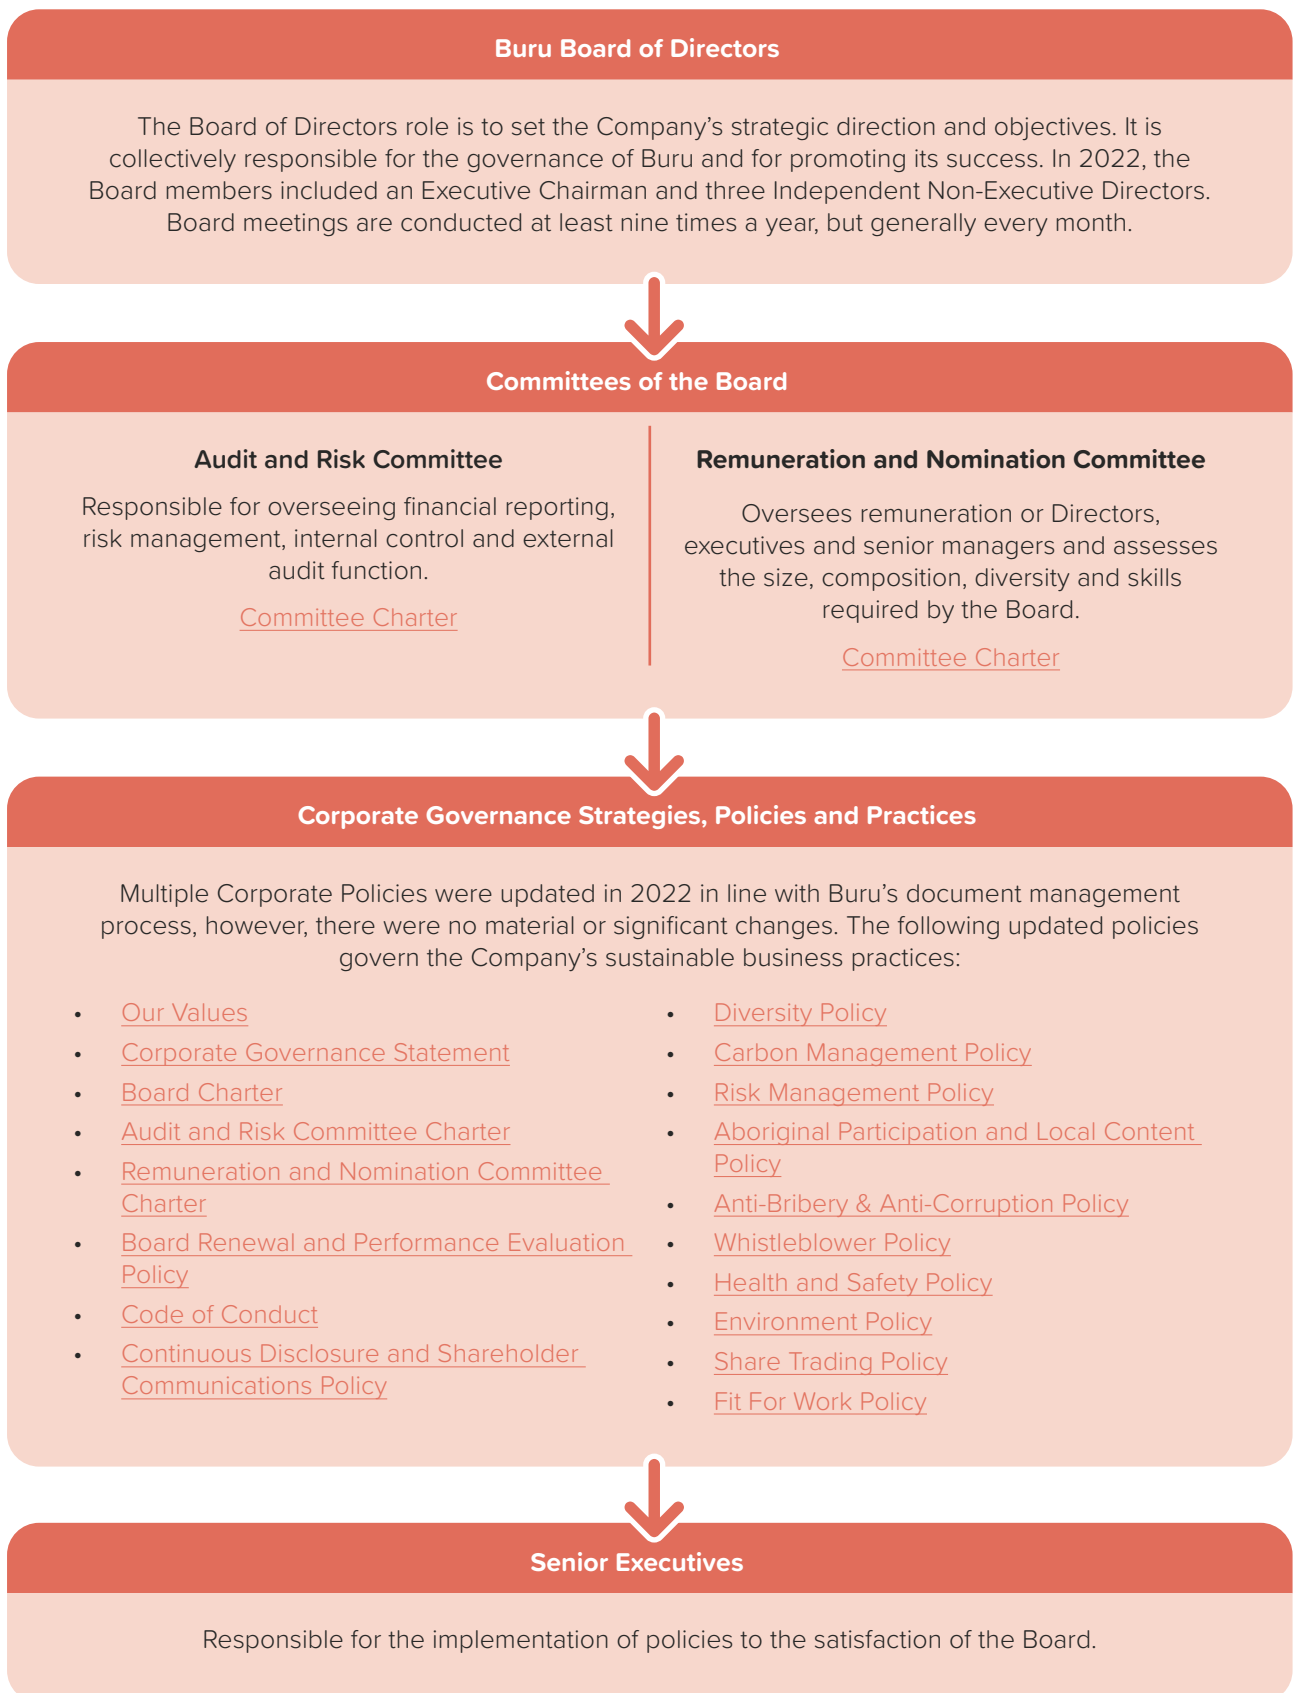 Buru Board of Directors
The Board of Directors role is to set the Company's strategic direction and objectives. It is
collectively responsible for the governance of Buru and for promoting its success. In 2022, the
Board members included an Executive Chairman and three Independent Non-Executive Directors.
Board meetings are conducted at least nine times a year, but generally every month.
Committees of the Board
Audit and Risk Committee
Responsible for overseeing financial reporting,
risk management, internal control and external
audit function.
Committee Charter
Remuneration and Nomination Committee
Oversees remuneration or Directors,
executives and senior managers and assesses
the size, composition, diversity and skills
required by the Board.
Committee Charter
Corporate Governance Strategies, Policies and Practices
Multiple Corporate Policies were updated in 2022 in line with Buru's document management
process, however, there were no material or significant changes. The following updated policies
govern the Company's sustainable business practices:
• Our Values
• Corporate Governance Statement
• Board Charter
• Audit and Risk Committee Charter
• Remuneration and Nomination Committee
Charter
• Board Renewal and Performance Evaluation
Policy
• Code of Conduct
• Continuous Disclosure and Shareholder
Communications Policy
• Diversity Policy
• Carbon Management Policy
• Risk Management Policy
• Aboriginal Participation and Local Content
Policy
• Anti-Bribery & Anti-Corruption Policy
• Whistleblower Policy
• Health and Safety Policy
• Environment Policy
• Share Trading Policy
• Fit For Work Policy
Senior Executives
Responsible for the implementation of policies to the satisfaction of the Board.